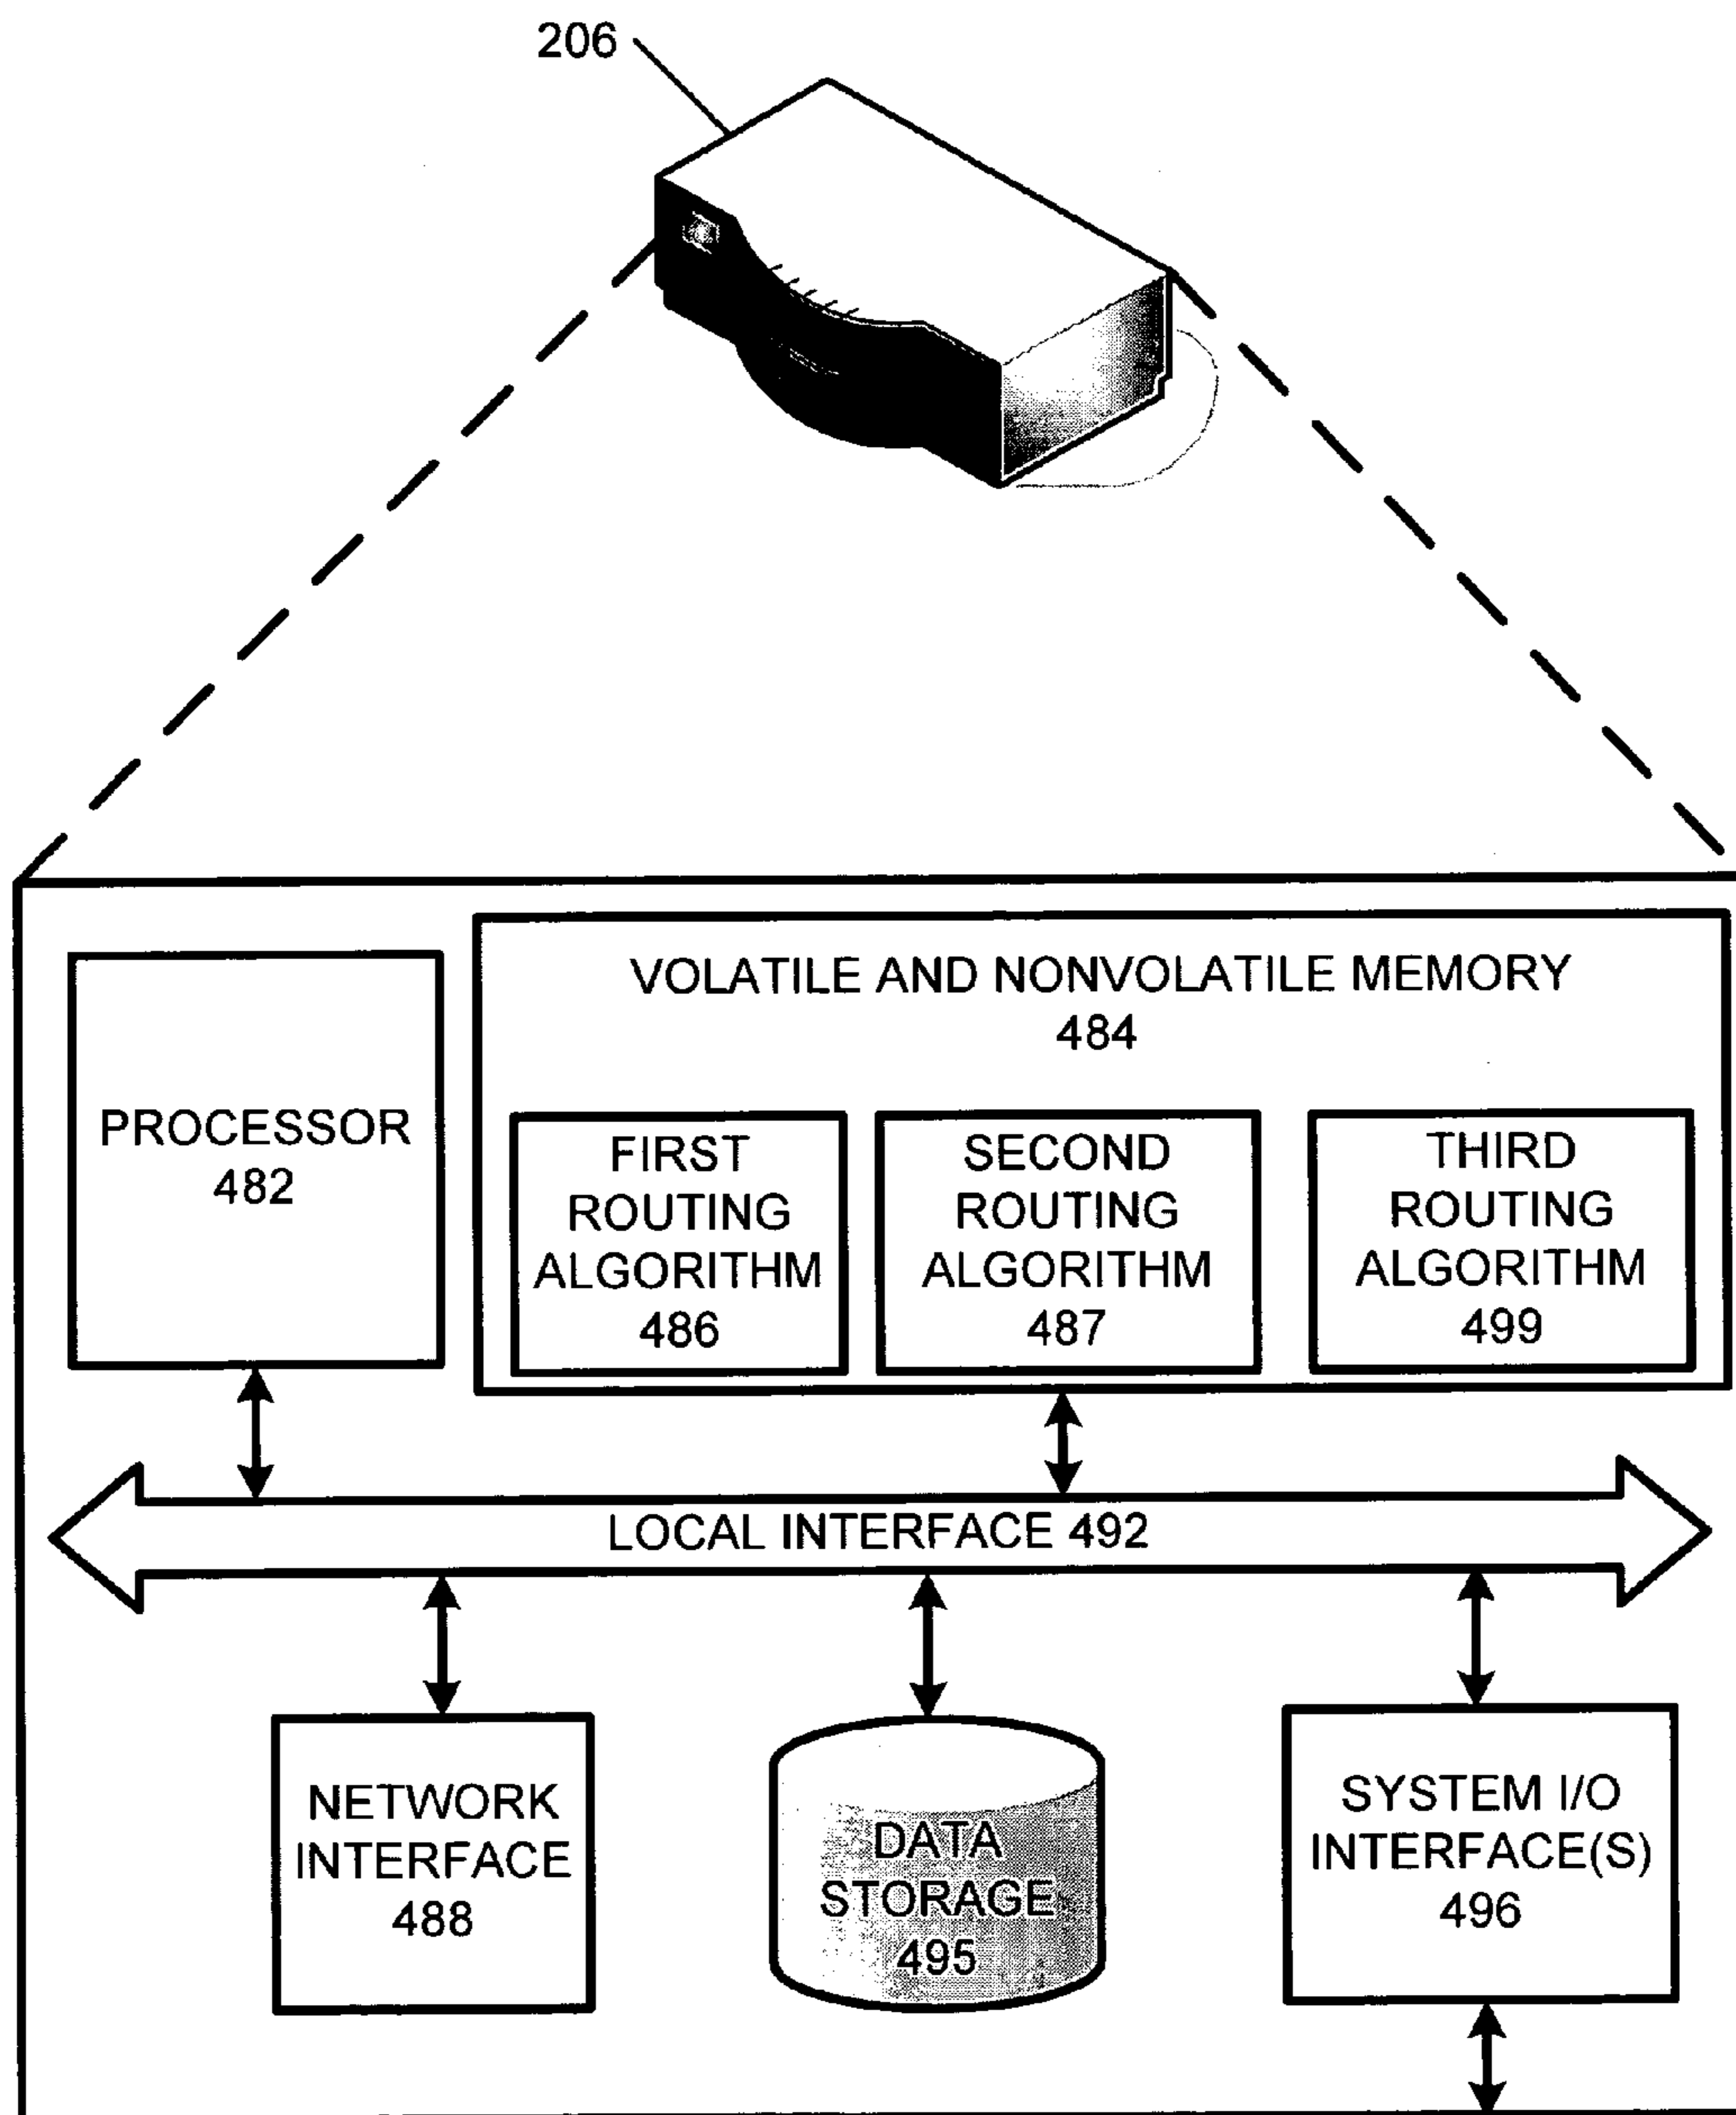 206
VOLATILE AND NONVOLATILE MEMORY
484
PROCESSOR
482
FIRST
ROUTING
ALGORITHM
486
SECOND
ROUTING
ALGORITHM
487
THIRD
ROUTING
ALGORITHM
499
LOCAL INTERFACE 492
NETWORK
INTERFACE
488
DATA
STORAGE
495
SYSTEM I/O
INTERFACE(S)
496